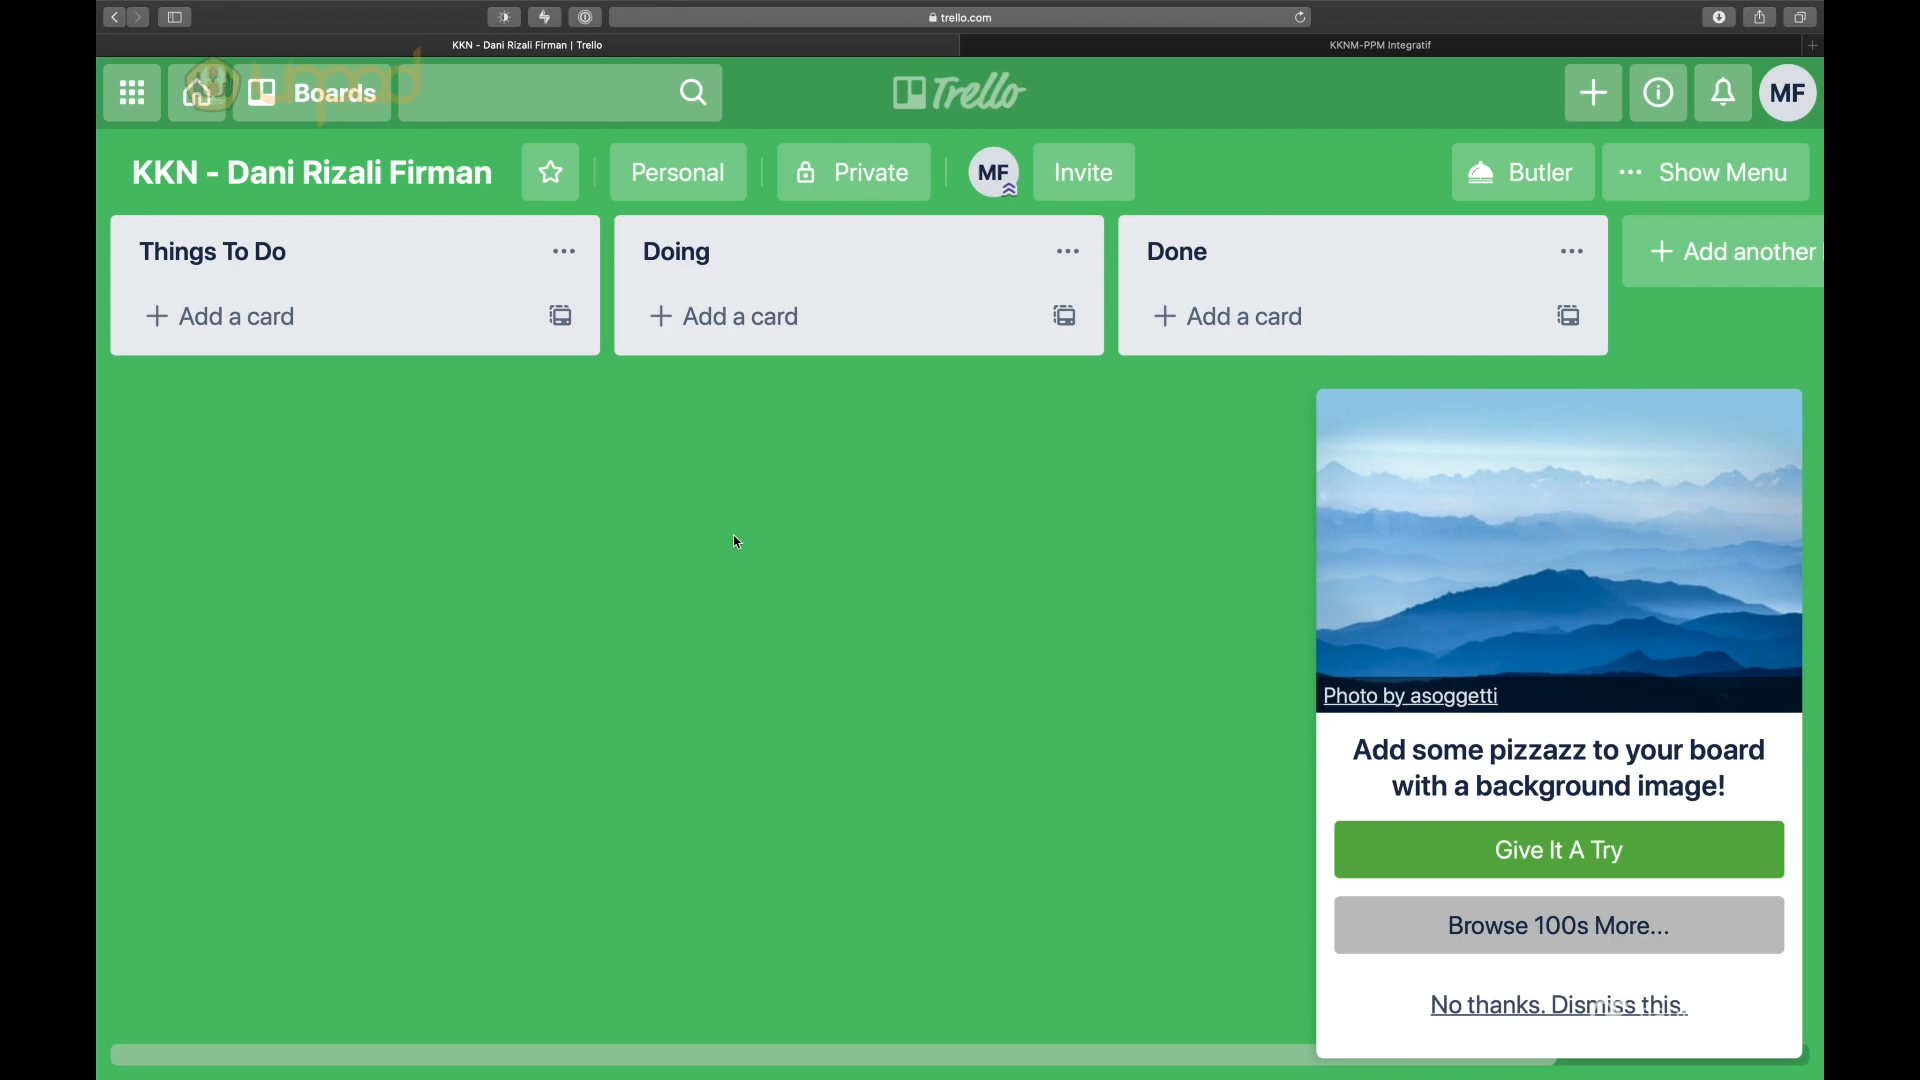 trello.com
KKN - Dani Rizali Firman | Trello
KKNM-PPM Integratif
unpad
Boards
Trello
MF
KKN - Dani Rizali Firman
Personal
Private
MF
Invite
Butler
Show Menu
Things To Do
Doing
Done
+ Add another
+ Add a card
+ Add a card
+ Add a card
Photo by asoggetti
Add some pizzazz to your board
with a background image!
Give It A Try
Browse 100s More...
No thanks. Dismiss this.